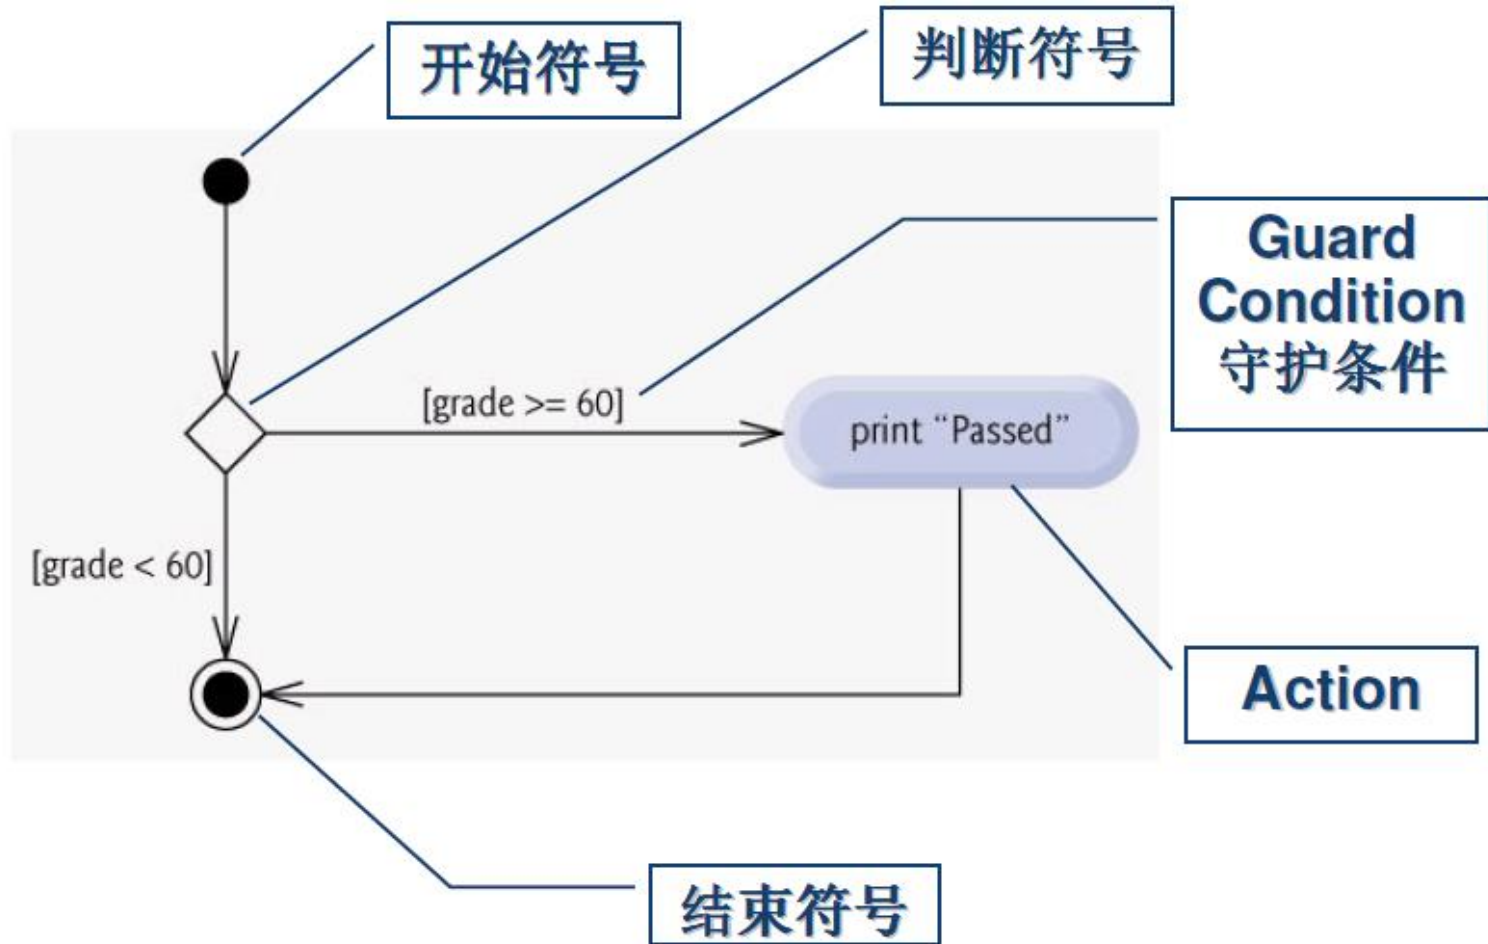 开始符号
判断符号
Guard
Condition
守护条件
[grade >= 60]
print “Passed”
[grade < 60]
Action
结束符号